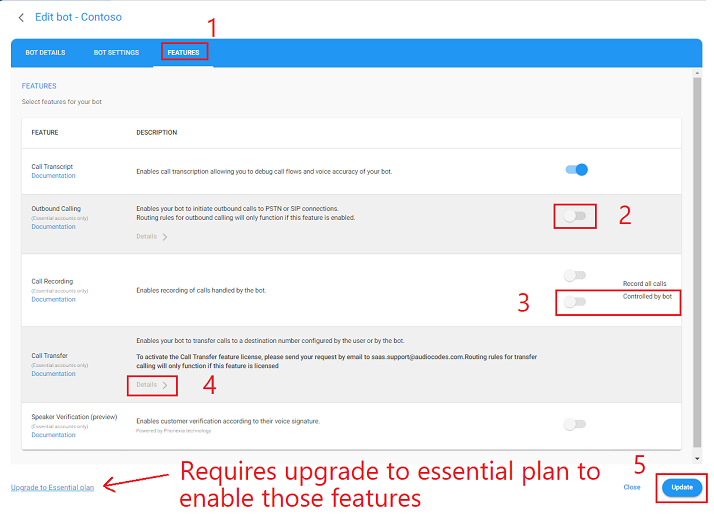 Edit bot - Contoso
1
BOT DETAILS BOT SETTINGS FEATURES
FEATURES
Select features for your bot
FEATURE DESCRIPTION
Call Transcript
Documentation
Enables call transcription allowing you to debug call flows and voice accuracy of your bot.
Outbound Calling
(Essential accounts only)
Documentation
Enables your bot to initiate outbound calls to PSTN or SIP connections.
Routing rules for outbound calling will only function if this feature is enabled.
Details
2
Call Recording
(Essential accounts only)
Documentation
Enables recording of calls handled by the bot.
Record all calls
3
Controlled by bot
Call Transfer
(Essential accounts only)
Documentation
Enables your bot to transfer calls to a destination number configured by the user or by the bot.
To activate the Call Transfer feature license, please send your request by email to saas.support@audiocodes.com.Routing rules for transfer
calling will only function if this feature is licensed
Details
4
Speaker Verification (preview)
(Essential accounts only)
Documentation
Enables customer verification according to their voice signature.
Powered by Phonexia technology
Upgrade to Essential plan
Requires upgrade to essential plan to
enable those features
5
Close Update